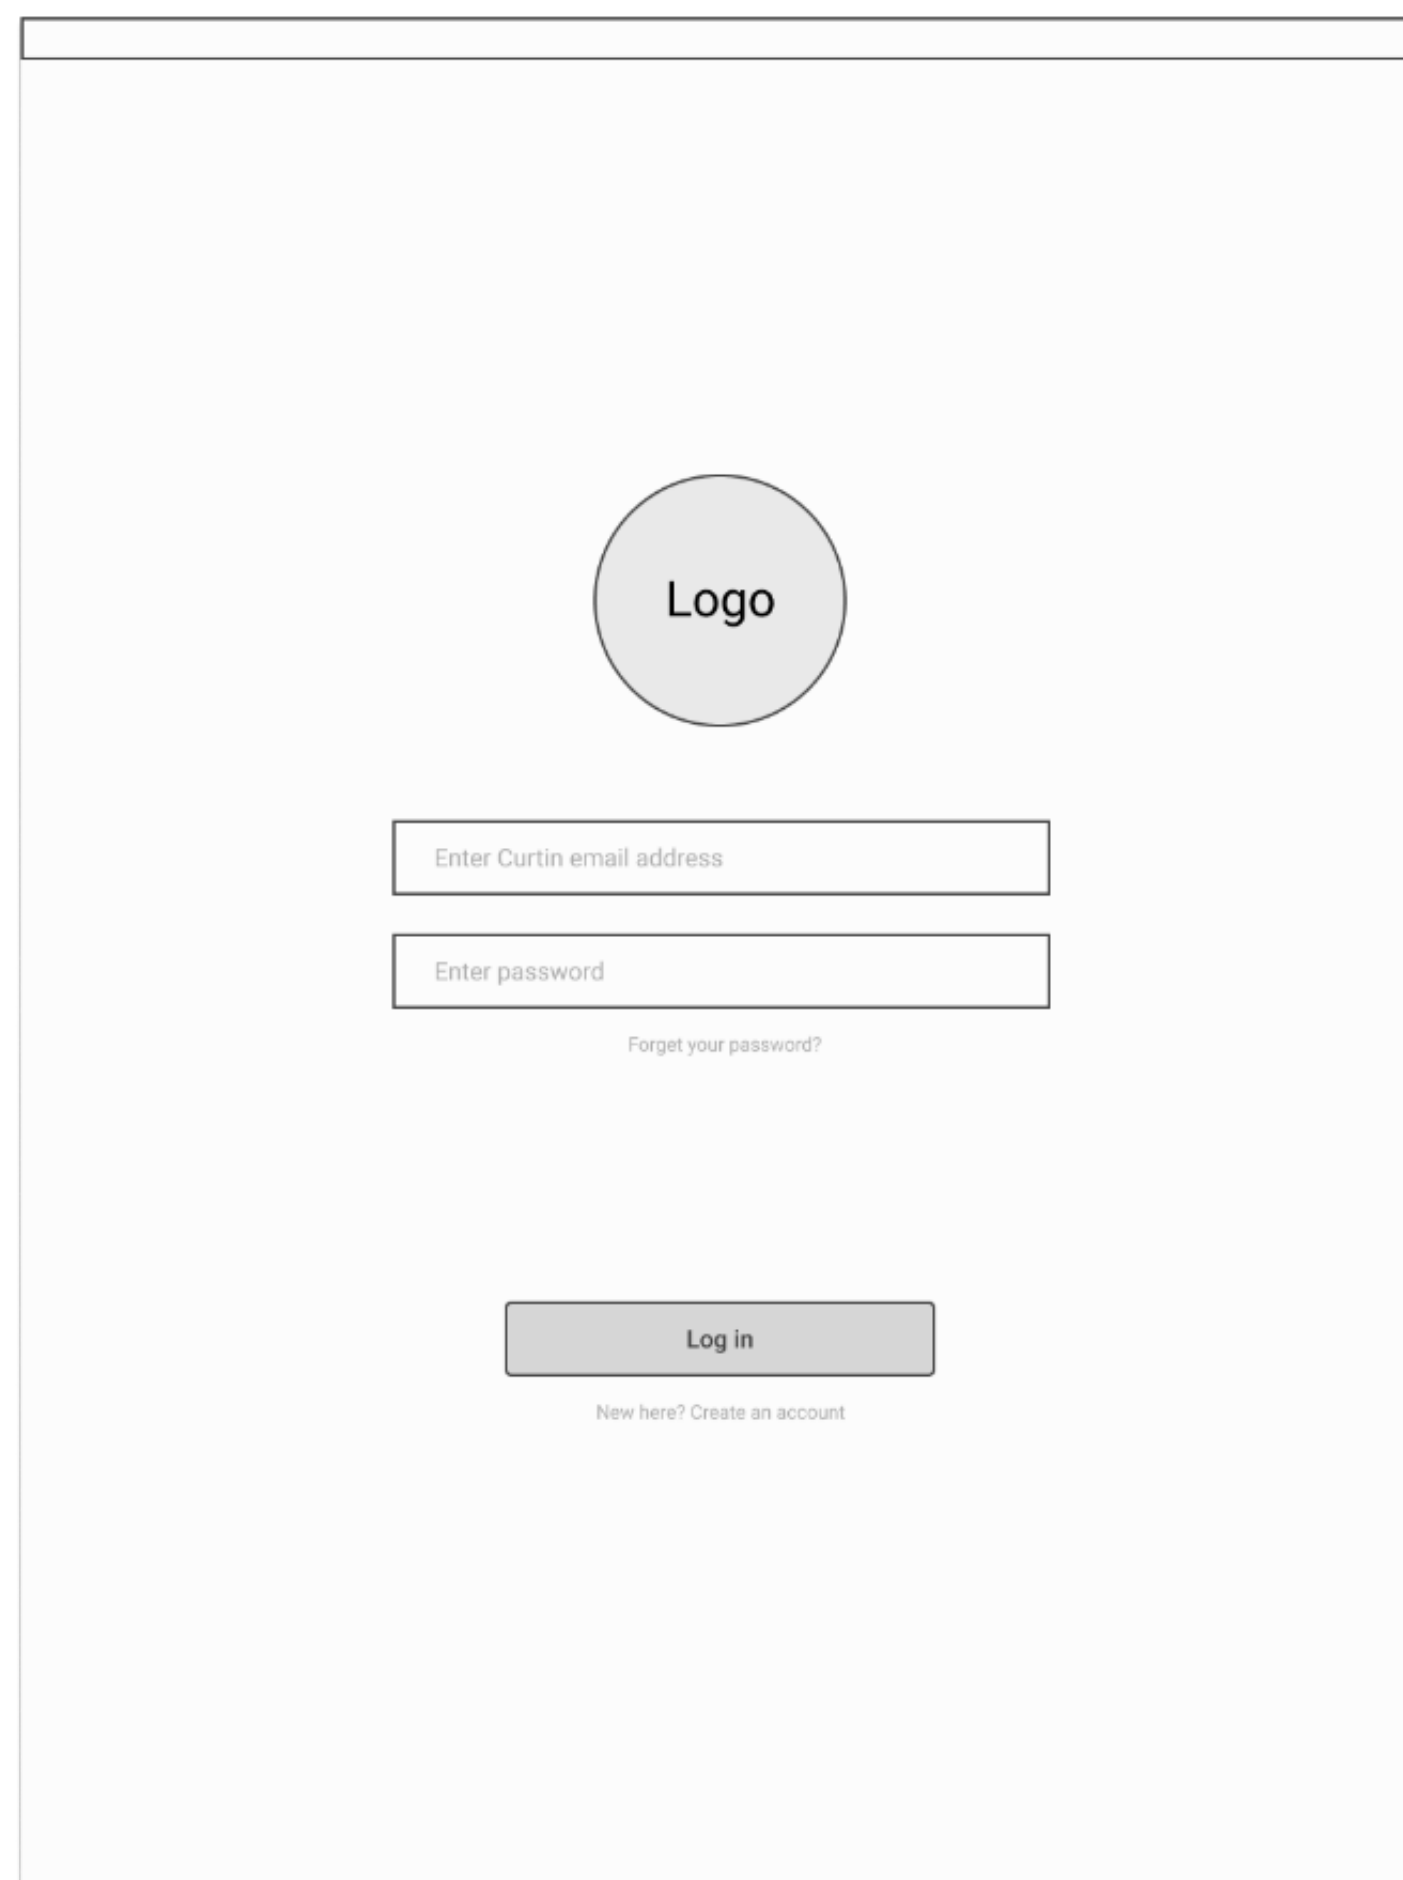 Logo
Enter Curtin email address
Enter password
Forget your password?
Log in
New here? Create an account